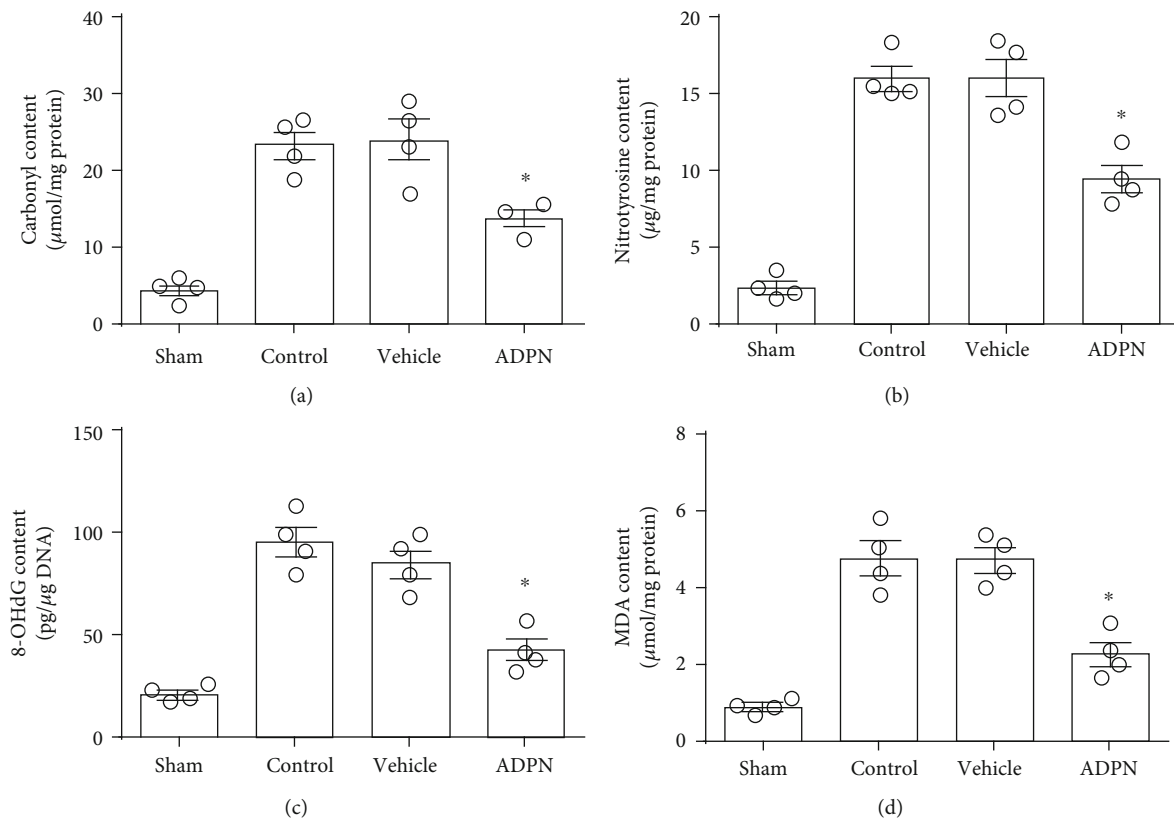 40
30
20
10
0
Carbonyl content
(μmol/mg protein)
*
Sham Control Vehicle ADPN
(a)
20
15
10
5
0
Nitrotyrosine content
(μg/mg protein)
*
Sham Control Vehicle ADPN
(b)
150
100
50
0
8-OHdG content
(pg/μg DNA)
*
Sham Control Vehicle ADPN
(c)
8
6
4
2
0
MDA content
(μmol/mg protein)
*
Sham Control Vehicle ADPN
(d)